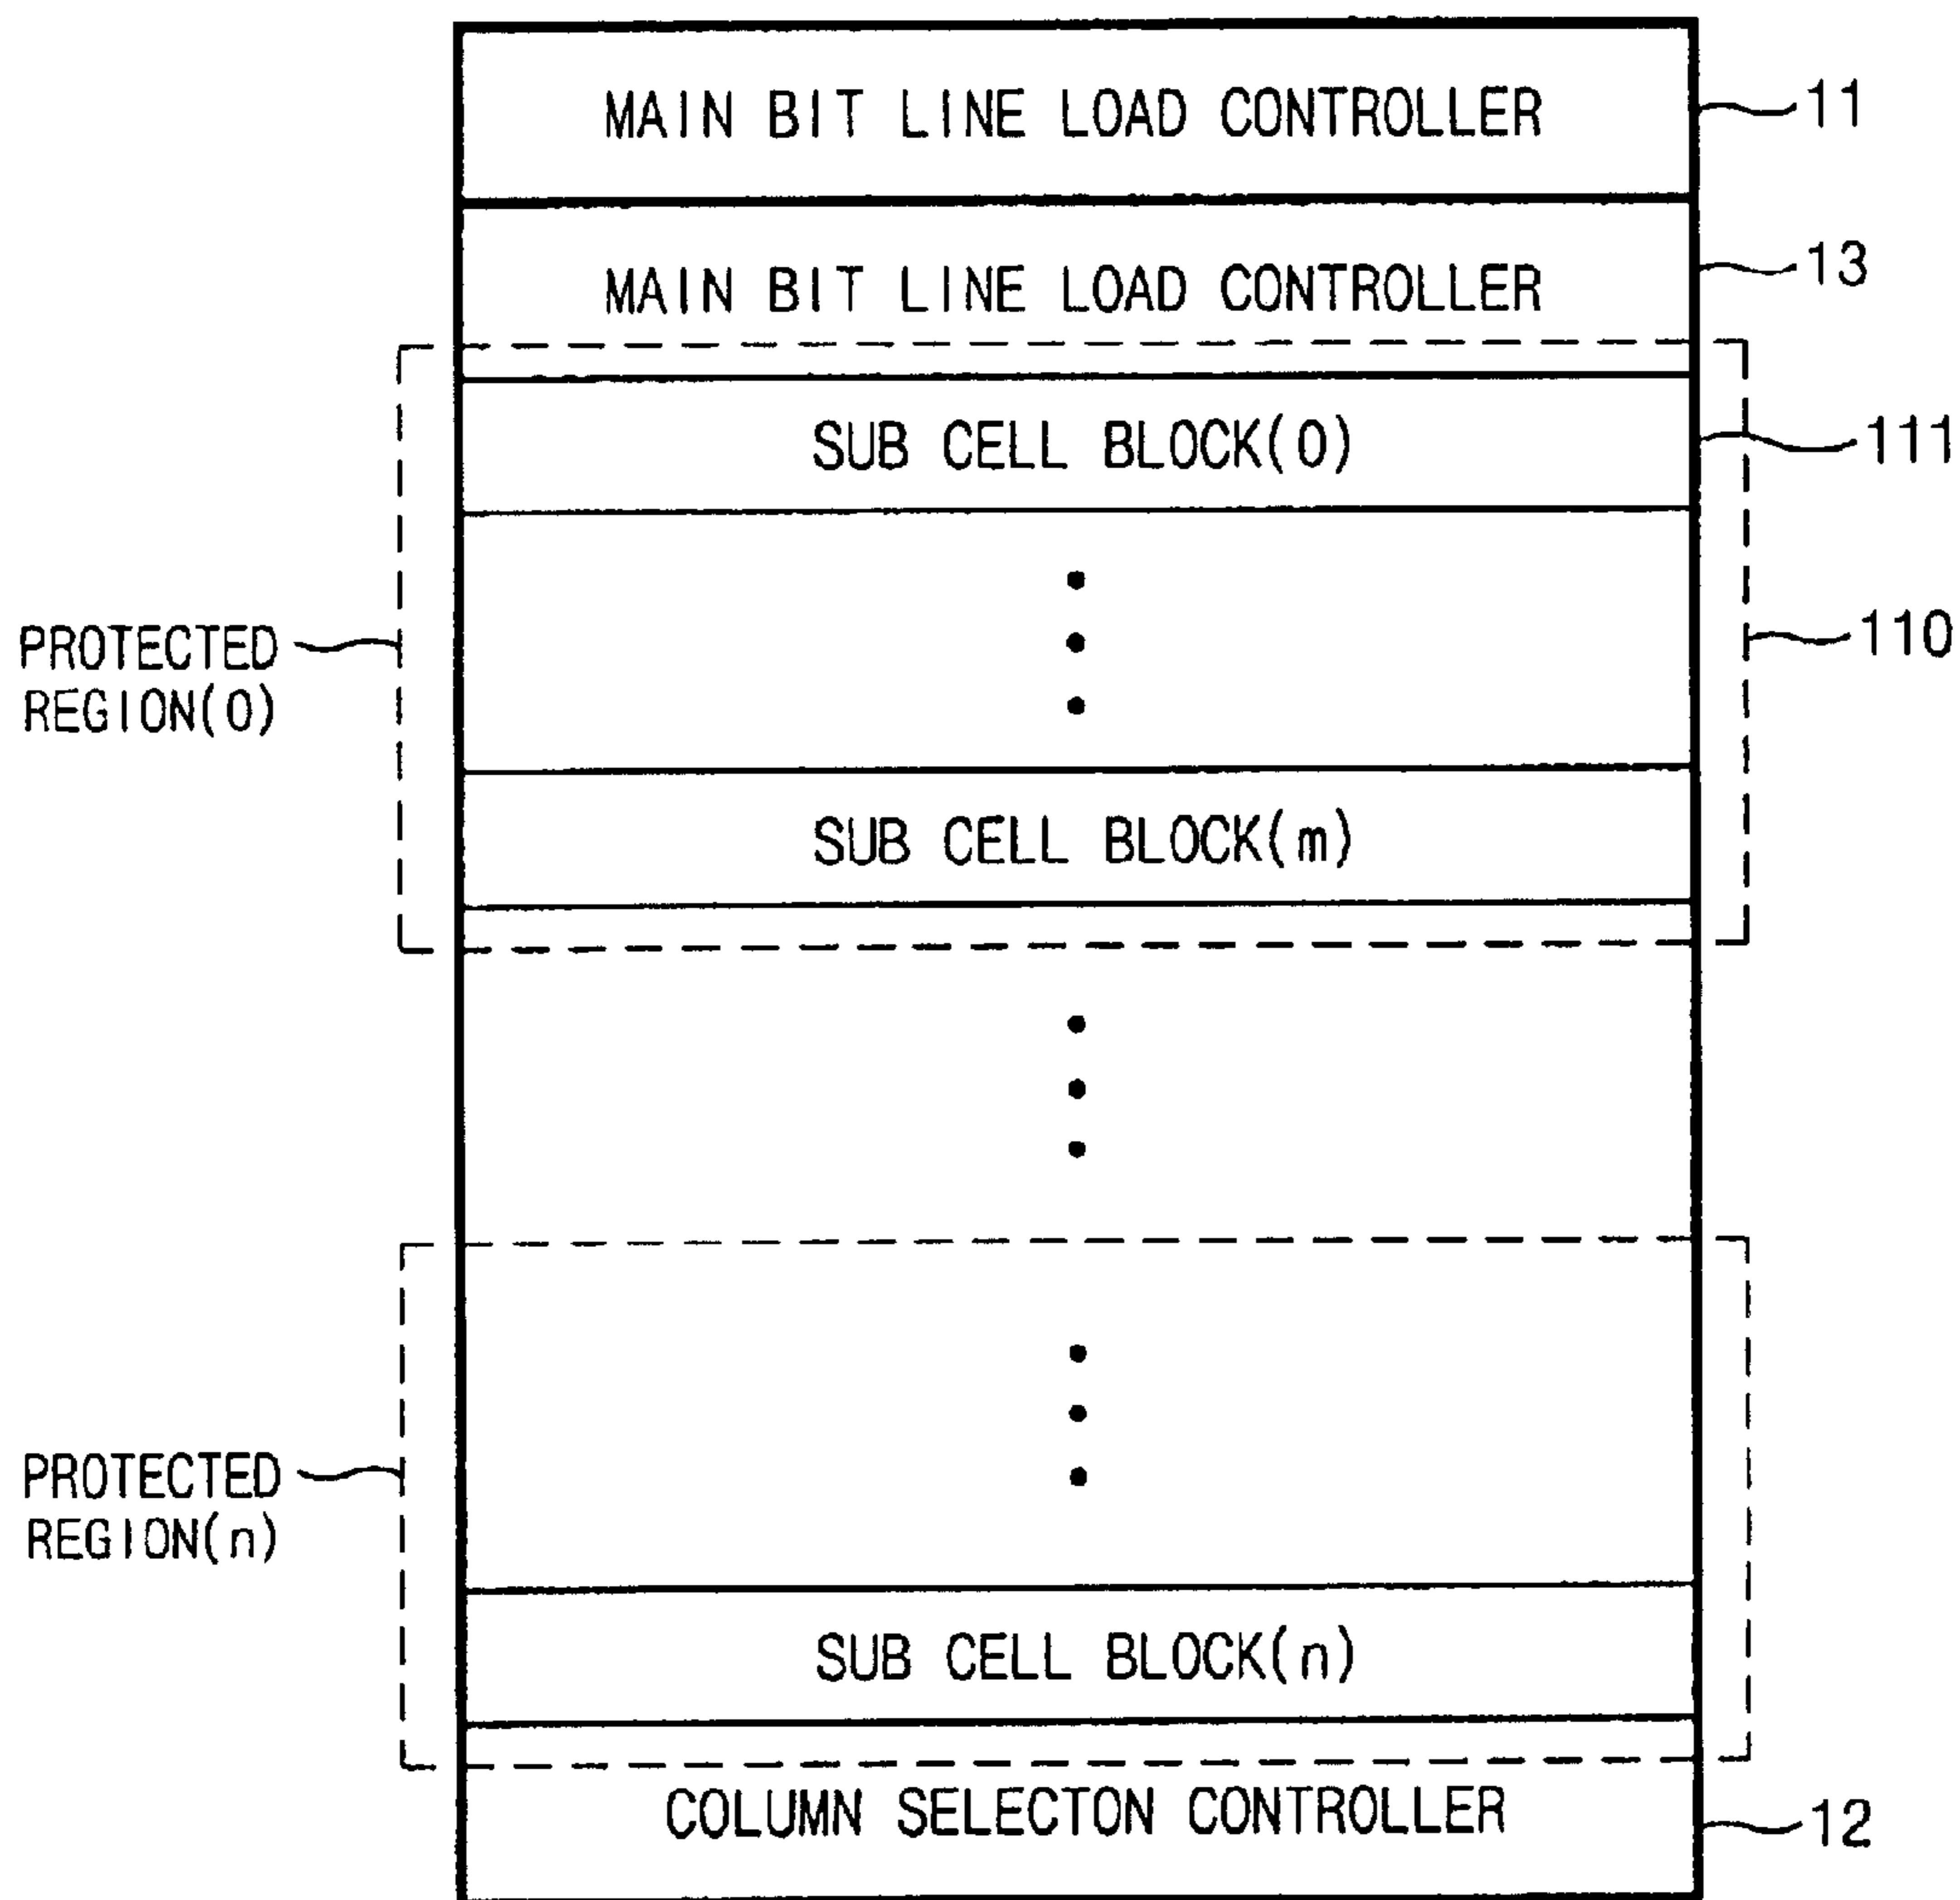 MAIN BIT LINE LOAD CONTROLLER
11
MAIN BIT LINE LOAD CONTROLLER
13
SUB CELL BLOCK(0)
111
PROTECTED
REGION(0)
110
SUB CELL BLOCK(m)
PROTECTED
REGION(n)
SUB CELL BLOCK(n)
COLUMN SELECTON CONTROLLER
12